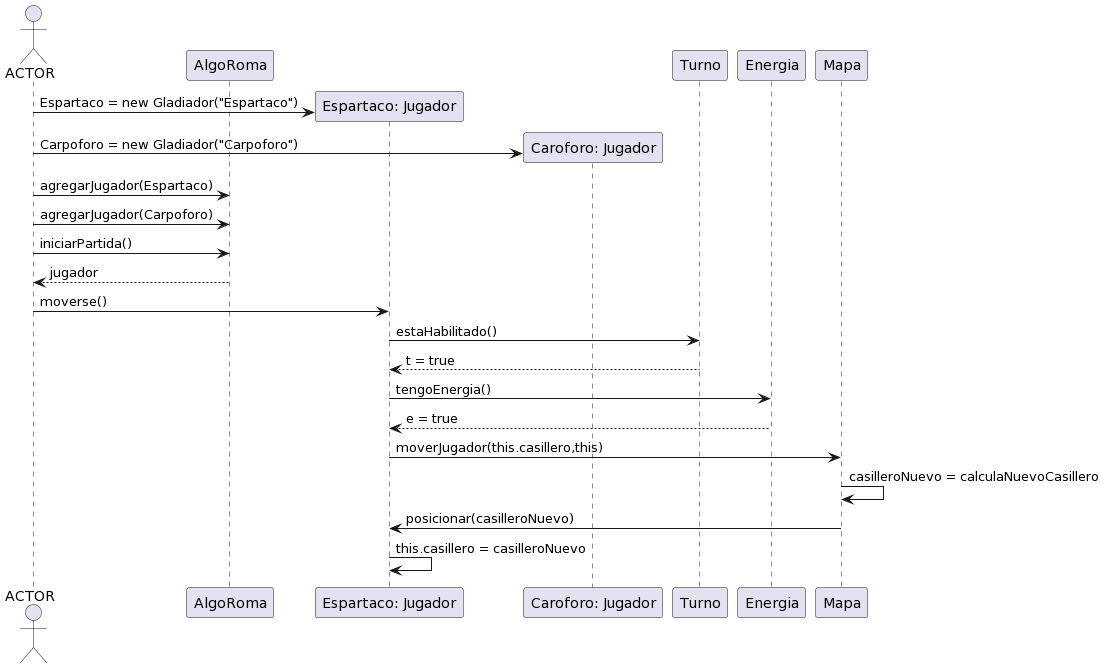 ACTOR
AlgoRoma
Turno
Energia
Mapa
Espartaco = new Gladiador("Espartaco")
Espartaco: Jugador
Carpoforo = new Gladiador("Carpoforo")
Caroforo: Jugador
agregarJugador(Espartaco)
agregarJugador(Carpoforo)
iniciarPartida()
jugador
moverse()
estaHabilitado()
t = true
tengoEnergia()
e = true
moverJugador(this.casillero,this)
casilleroNuevo = calculaNuevoCasillero
posicionar(casilleroNuevo)
this.casillero = casilleroNuevo
ACTOR
AlgoRoma
Espartaco: Jugador
Caroforo: Jugador
Turno
Energia
Mapa